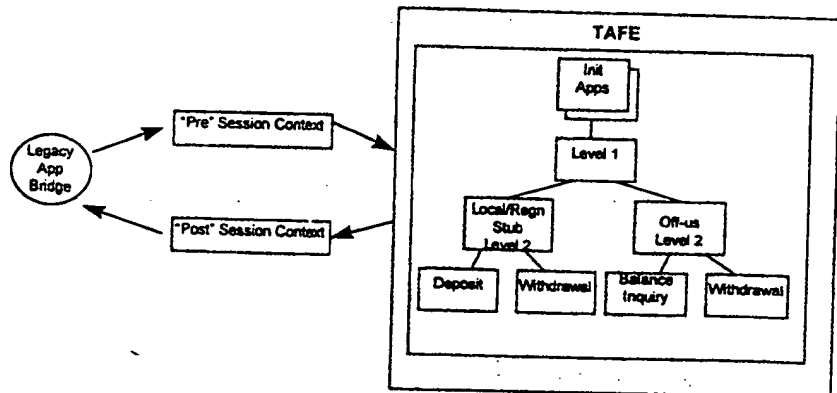 TAFE
Init
Apps
"Pre" Session Context
Legacy
App
Bridge
Level 1
"Post" Session Context
Local/Regn
Stub
Level 2
Off-us
Level 2
Deposit
Withdrawal
Balance
Inquiry
Withdrawal